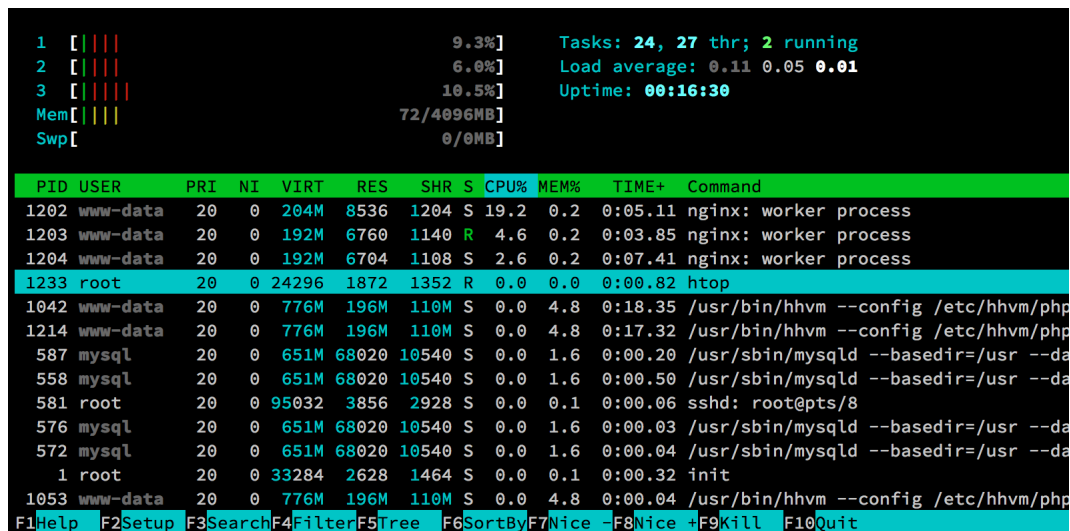 1 [|||| 9.3%] Tasks: 24, 27 thr; 2 running
2 [|||| 6.0%] Load average: 0.11 0.05 0.01
3 [||||| 10.5%] Uptime: 00:16:30
Mem[|||| 72/4096MB]
Swp[ 0/0MB]
PID USER PRI NI VIRT RES SHR S CPU% MEM% TIME+ Command
1202 www-data 20 0 204M 8536 1204 S 19.2 0.2 0:05.11 nginx: worker process
1203 www-data 20 0 192M 6760 1140 R 4.6 0.2 0:03.85 nginx: worker process
1204 www-data 20 0 192M 6704 1108 S 2.6 0.2 0:07.41 nginx: worker process
1233 root 20 0 24296 1872 1352 R 0.0 0.0 0:00.82 htop
1042 www-data 20 0 776M 196M 110M S 0.0 4.8 0:18.35 /usr/bin/hhvm --config /etc/hhvm/php
1214 www-data 20 0 776M 196M 110M S 0.0 4.8 0:17.32 /usr/bin/hhvm --config /etc/hhvm/php
587 mysql 20 0 651M 68020 10540 S 0.0 1.6 0:00.20 /usr/sbin/mysqld --basedir=/usr --da
558 mysql 20 0 651M 68020 10540 S 0.0 1.6 0:00.50 /usr/sbin/mysqld --basedir=/usr --da
581 root 20 0 95032 3856 2928 S 0.0 0.1 0:00.06 sshd: root@pts/8
576 mysql 20 0 651M 68020 10540 S 0.0 1.6 0:00.03 /usr/sbin/mysqld --basedir=/usr --da
572 mysql 20 0 651M 68020 10540 S 0.0 1.6 0:00.04 /usr/sbin/mysqld --basedir=/usr --da
1 root 20 0 33284 2628 1464 S 0.0 0.1 0:00.32 init
1053 www-data 20 0 776M 196M 110M S 0.0 4.8 0:00.04 /usr/bin/hhvm --config /etc/hhvm/php
F1Help F2Setup F3SearchF4FilterF5Tree F6SortByF7Nice -F8Nice +F9Kill F10Quit